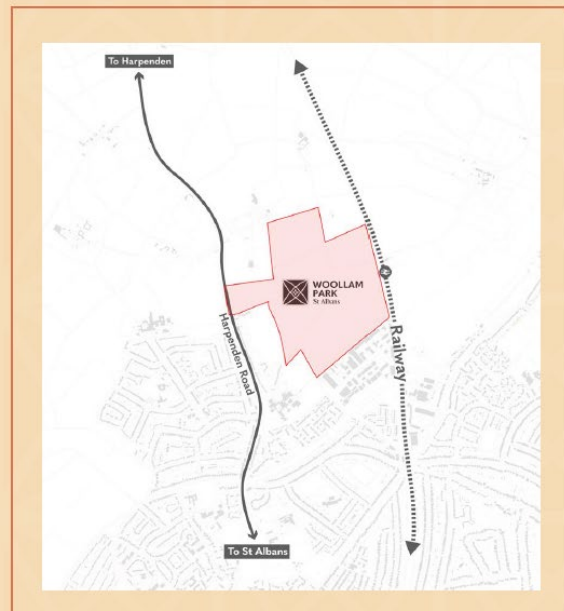 To Harpenden
WOOLLAM
PARK
St Albans
Harpenden Road
Railway
To St Albans